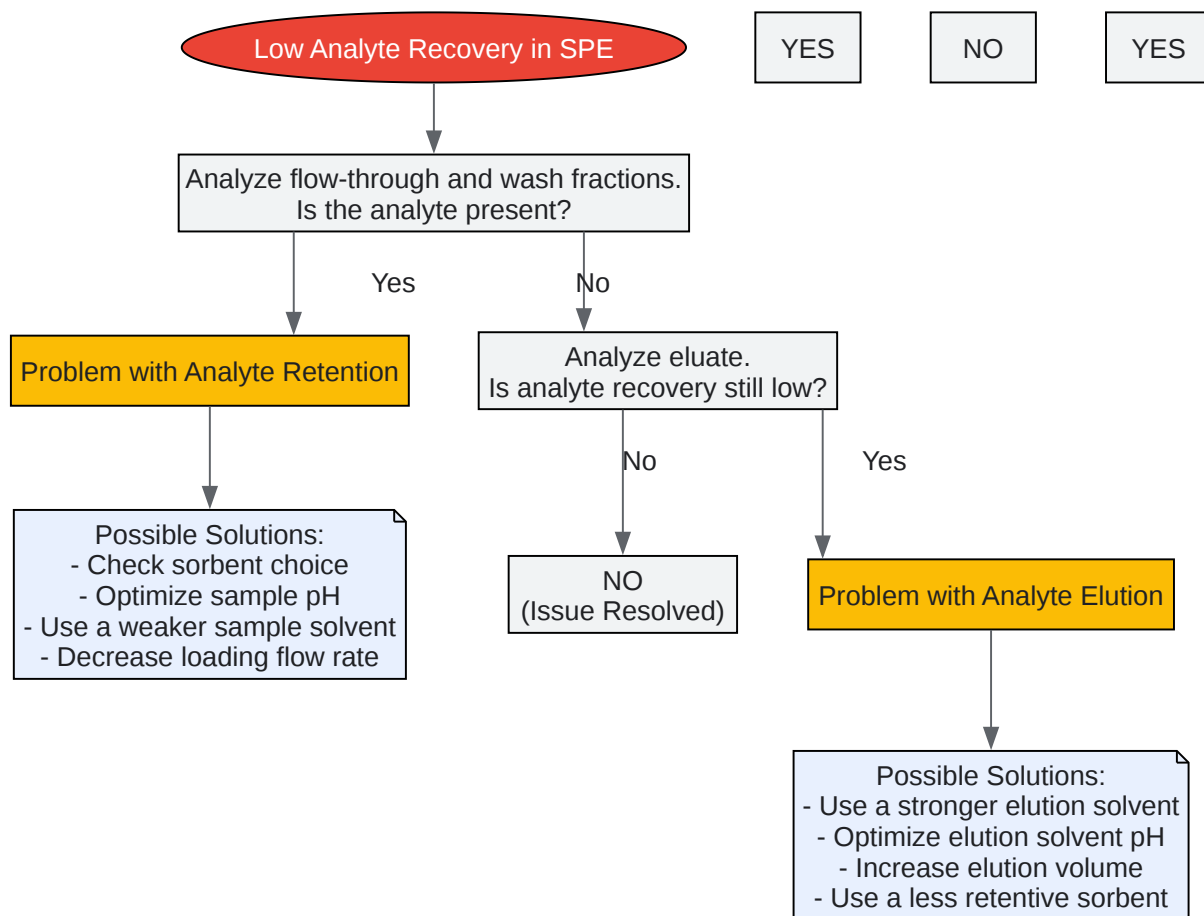 Low Analyte Recovery in SPE
YES
NO
YES
Analyze flow-through and wash fractions.
Is the analyte present?
Yes
No
Problem with Analyte Retention
Analyze eluate.
Is analyte recovery still low?
No
Yes
Possible Solutions:
- Check sorbent choice
- Optimize sample pH
- Use a weaker sample solvent
- Decrease loading flow rate
NO
(Issue Resolved)
Problem with Analyte Elution
Possible Solutions:
- Use a stronger elution solvent
- Optimize elution solvent pH
- Increase elution volume
- Use a less retentive sorbent